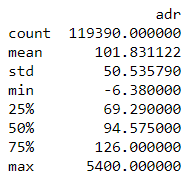 adr
count 119390.000000
mean 101.831122
std 50.535790
min -6.380000
25% 69.290000
50% 94.575000
75% 126.000000
max 5400.000000